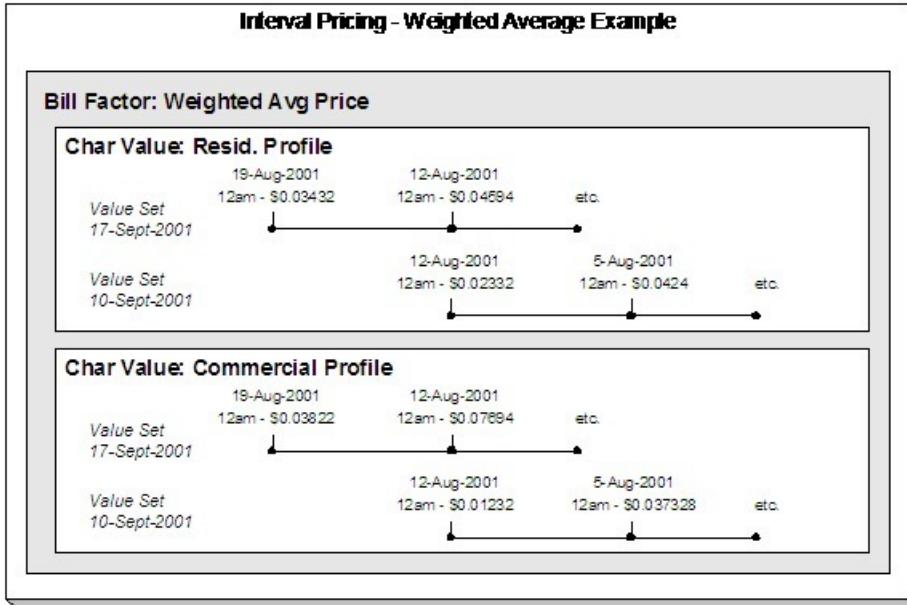 Interval Pricing - Weighted Average Example
Bill Factor: Weighted Avg Price
Char Value: Resid. Profile
19-Aug-2001 12-Aug-2001
12am - $0.03432 12am - $0.04594 etc.
Value Set
17-Sept-2001
12-Aug-2001 5-Aug-2001
12am - $0.02332 12am - $0.0424 etc.
Value Set
10-Sept-2001
Char Value: Commercial Profile
19-Aug-2001 12-Aug-2001
12am - $0.03822 12am - $0.07694 etc.
Value Set
17-Sept-2001
12-Aug-2001 5-Aug-2001
12am - $0.01232 12am - $0.037328 etc.
Value Set
10-Sept-2001